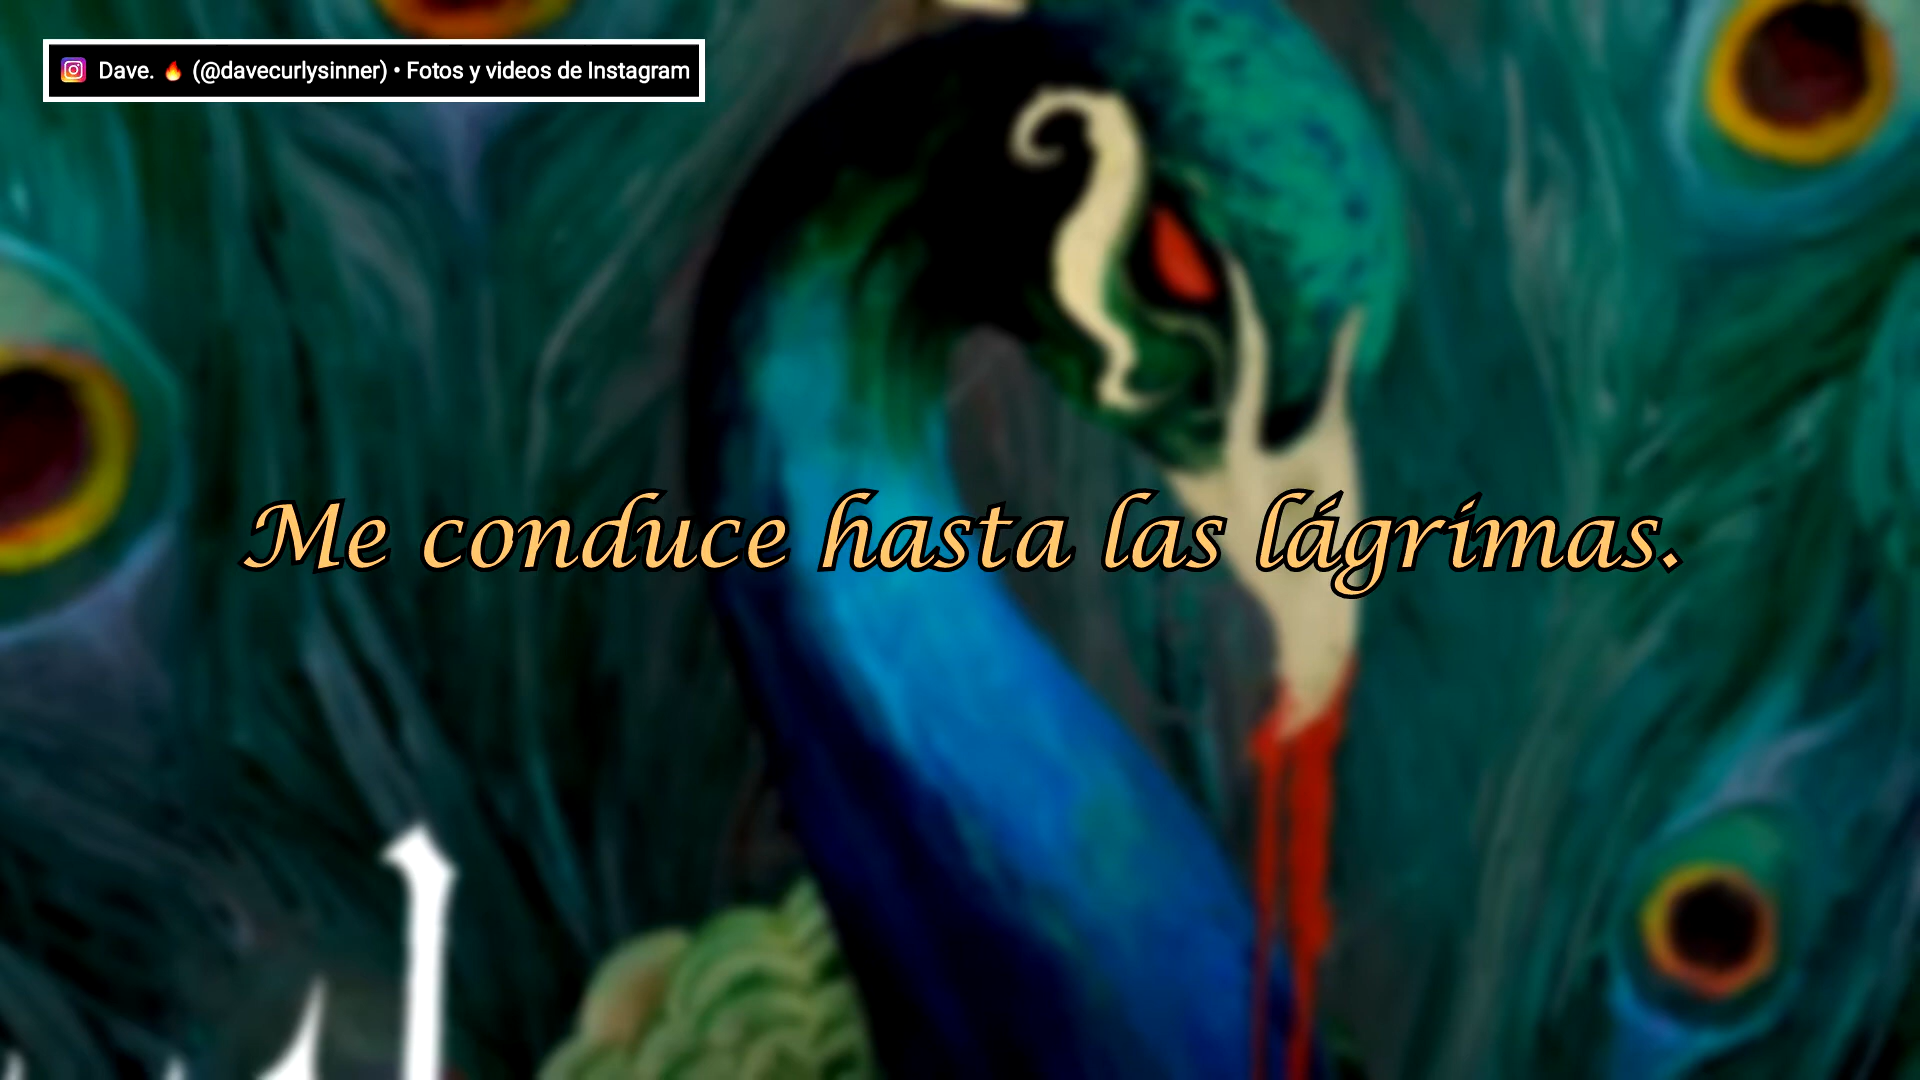 Dave. 🔥 (@davecurlysinner) • Fotos y videos de Instagram
Me conduce hasta las lágrimas.